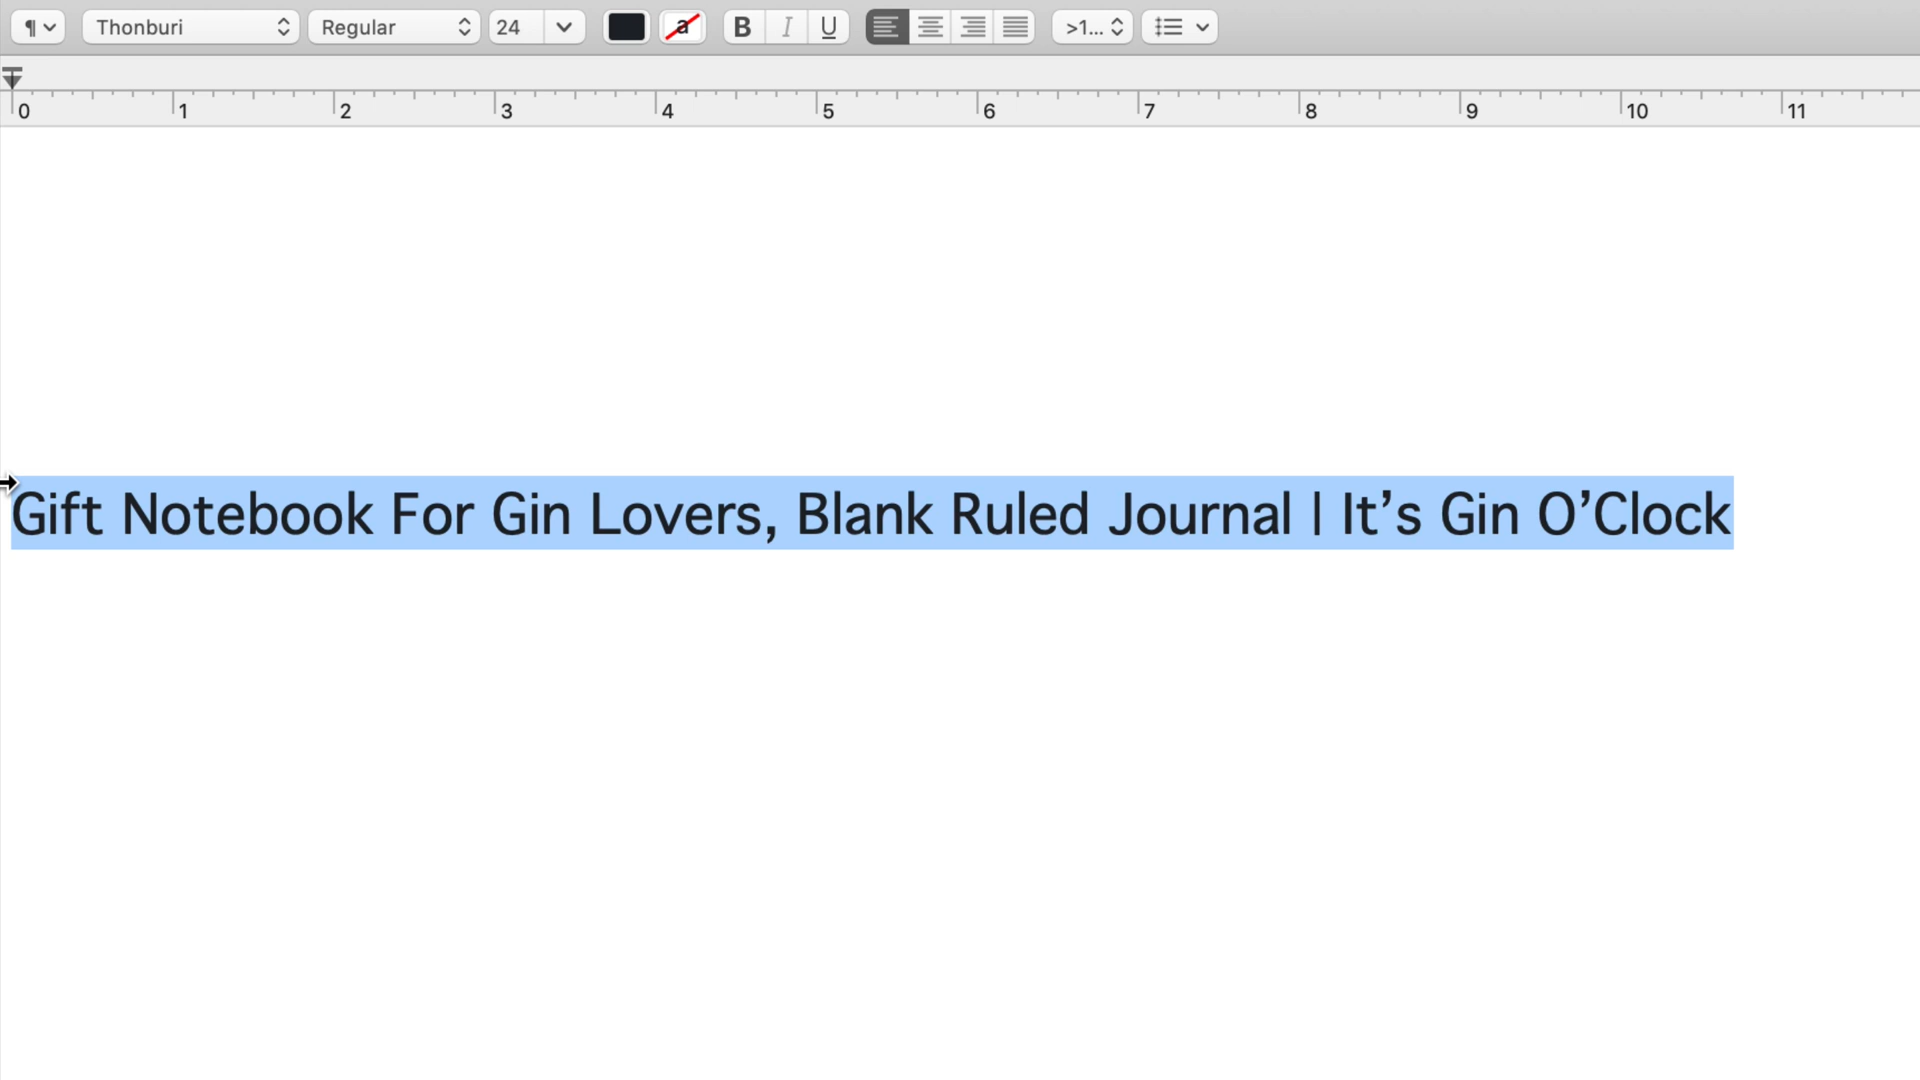 ¶ Thonburi Regular 24 a B I U >1...
0 1 2 3 4 5 6 7 8 9 10 11
Gift Notebook For Gin Lovers, Blank Ruled Journal | It’s Gin O’Clock